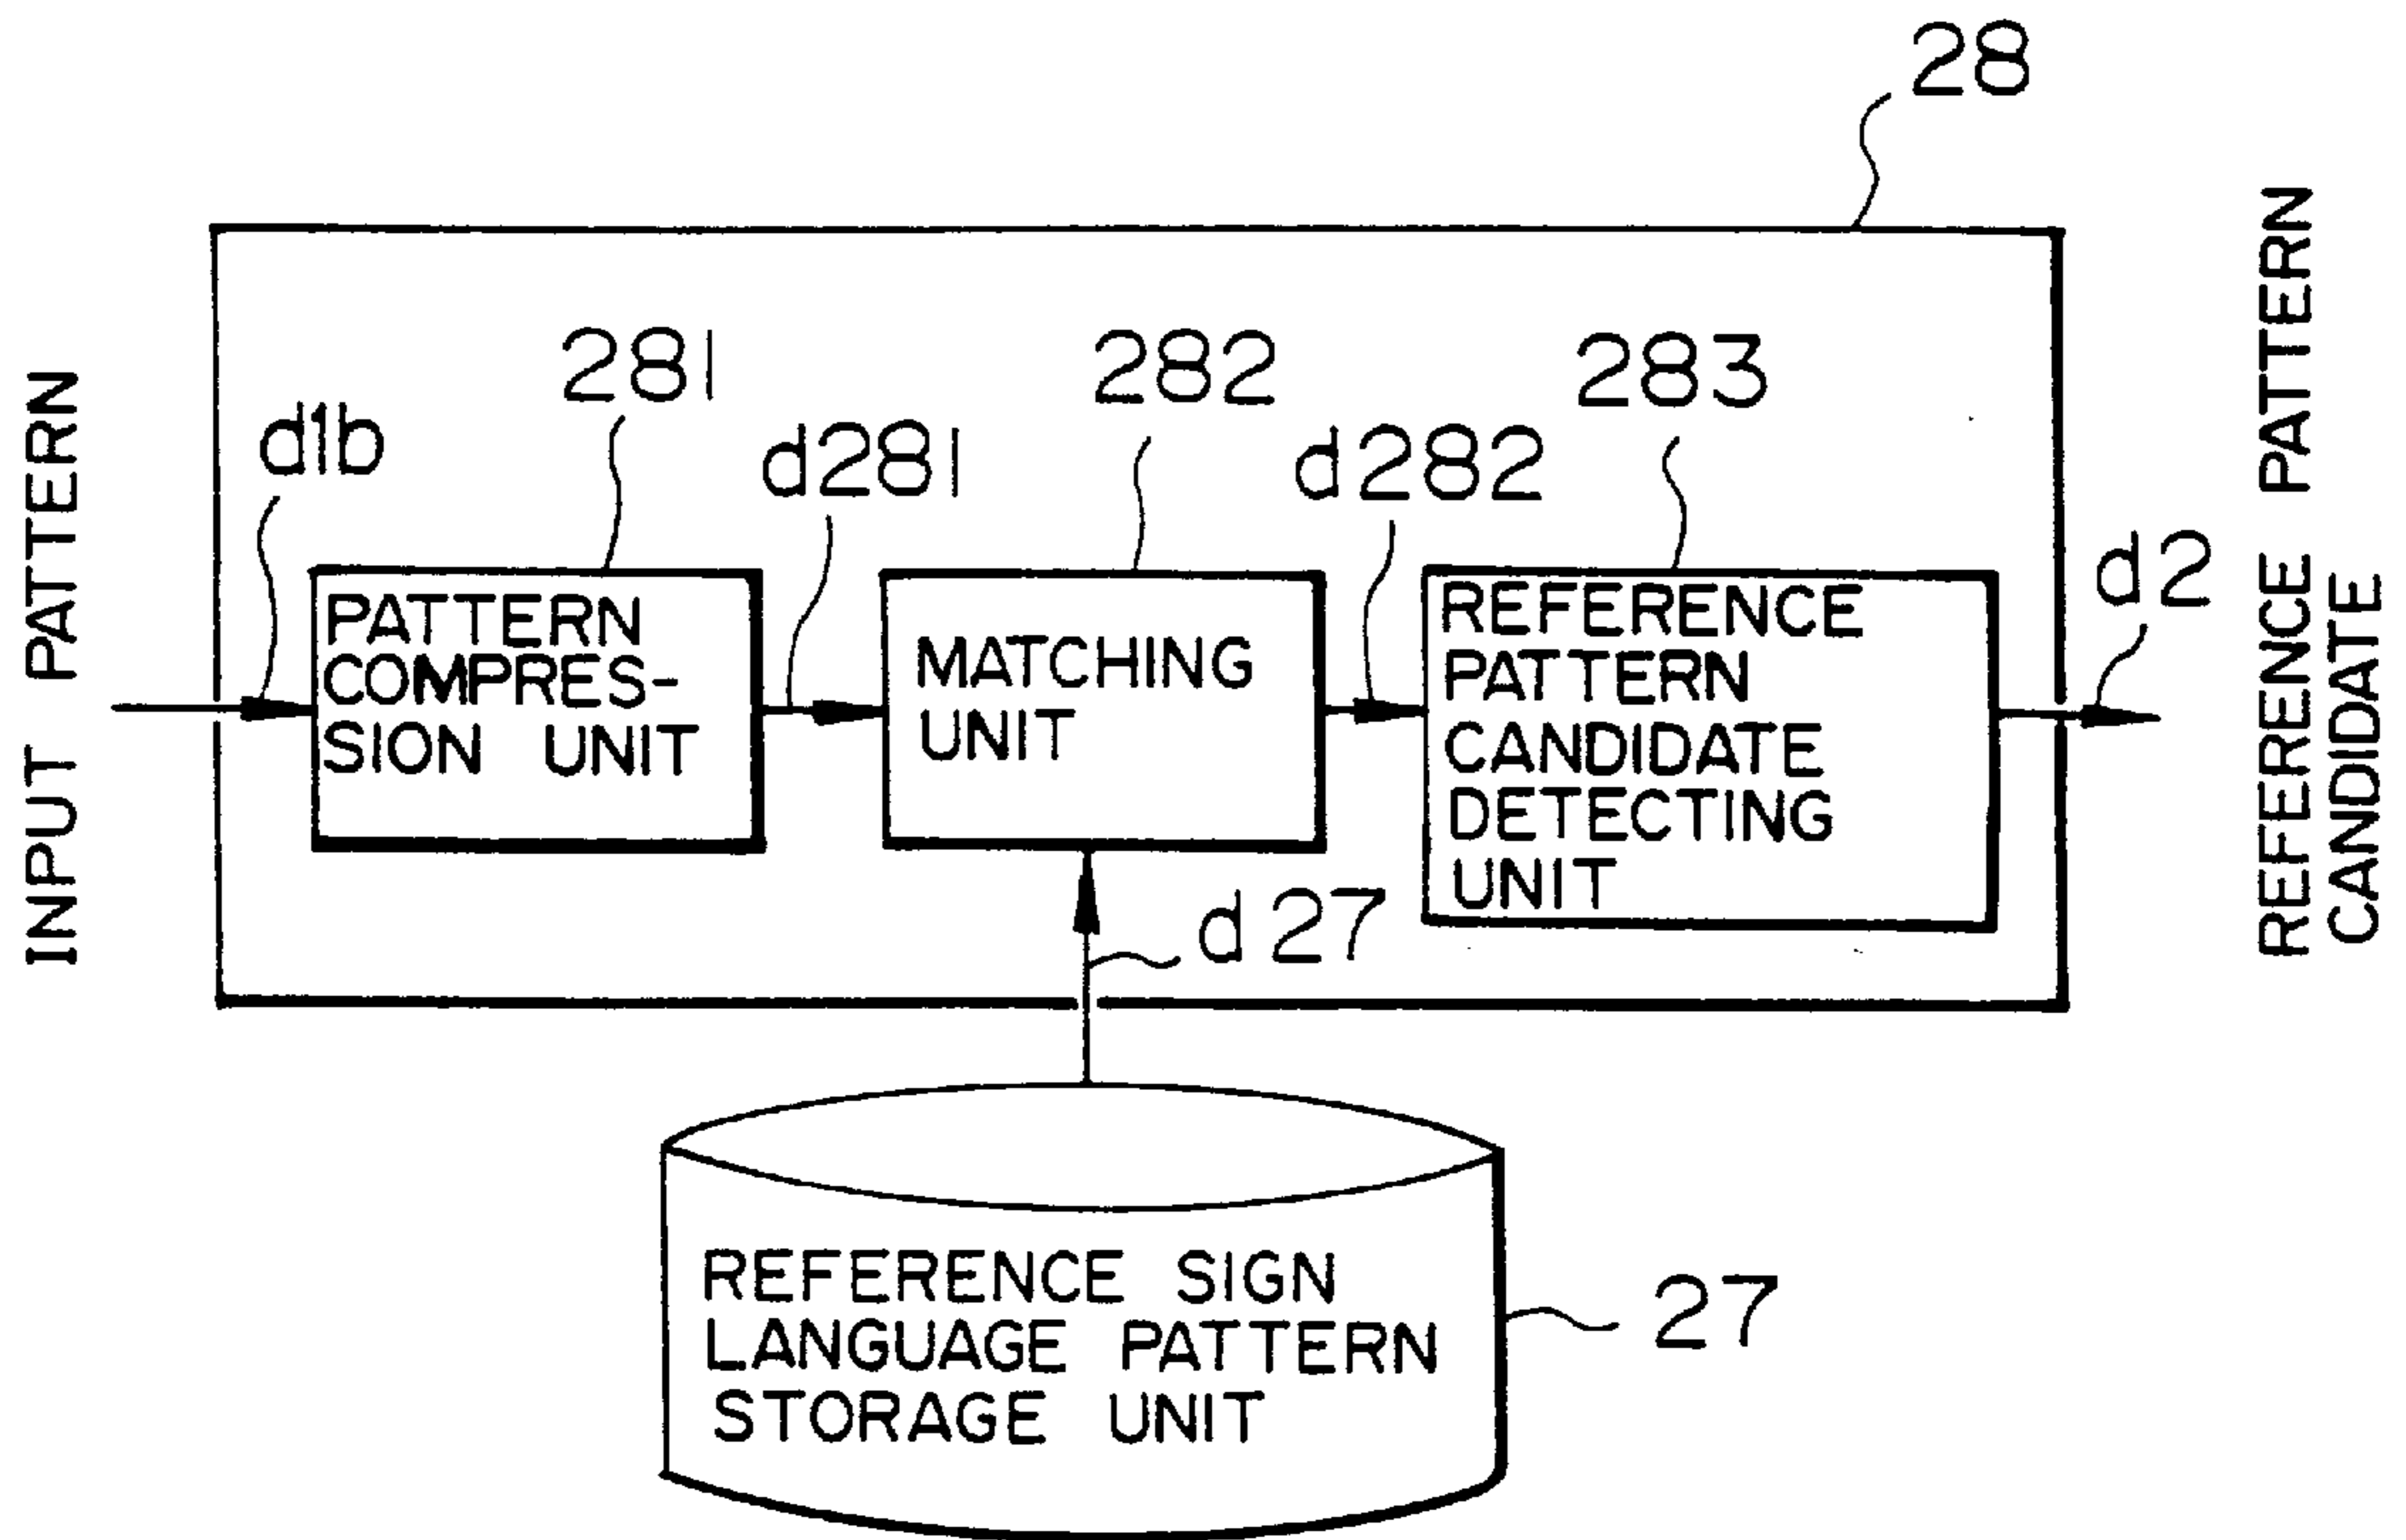 28
INPUT PATTERN
d1b
281
d281
282
d282
283
d2
REFERENCE PATTERN
CANDIDATE
PATTERN
COMPRES-
SION UNIT
MATCHING
UNIT
REFERENCE
PATTERN
CANDIDATE
DETECTING
UNIT
d27
REFERENCE SIGN
LANGUAGE PATTERN
STORAGE UNIT
27